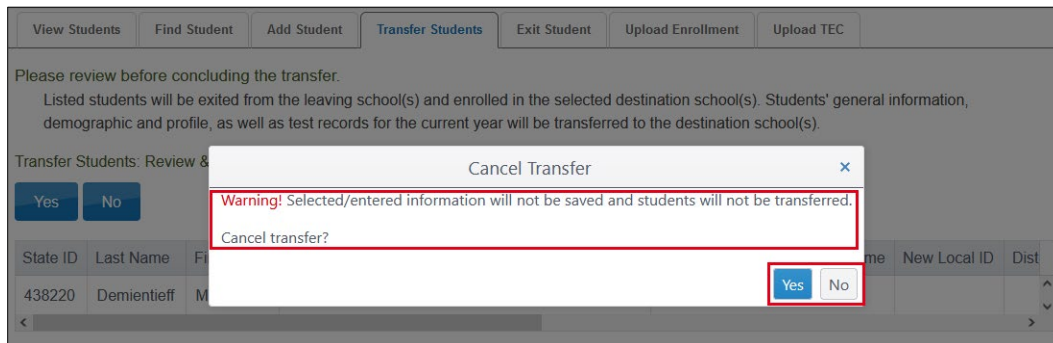 View Students Find Student Add Student Transfer Students Exit Student Upload Enrollment Upload TEC
Please review before concluding the transfer.
Listed students will be exited from the leaving school(s) and enrolled in the selected destination school(s). Students' general information,
demographic and profile, as well as test records for the current year will be transferred to the destination school(s).
Transfer Students: Review &
Cancel Transfer ×
Yes No
Warning! Selected/entered information will not be saved and students will not be transferred.
Cancel transfer?
State ID Last Name Fi me New Local ID Dist
Yes No
438220 Demientieff M